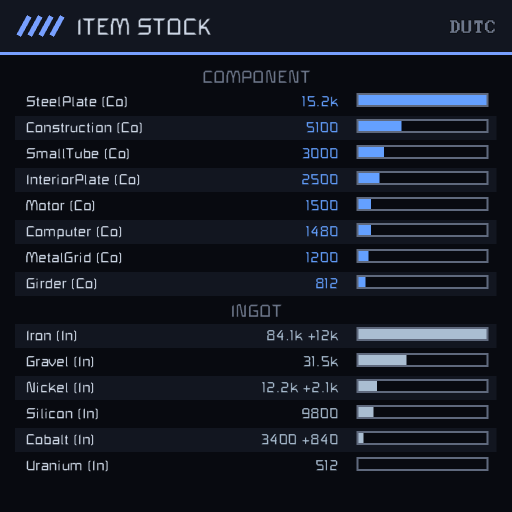 ITEM STOCK DUTC
COMPONENT
SteelPlate (Co) 15.2k
Construction (Co) 5100
SmallTube (Co) 3000
InteriorPlate (Co) 2500
Motor (Co) 1500
Computer (Co) 1480
MetalGrid (Co) 1200
Girder (Co) 812
INGOT
Iron (In) 84.1k +12k
Gravel (In) 31.5k
Nickel (In) 12.2k +2.1k
Silicon (In) 9800
Cobalt (In) 3400 +840
Uranium (In) 512